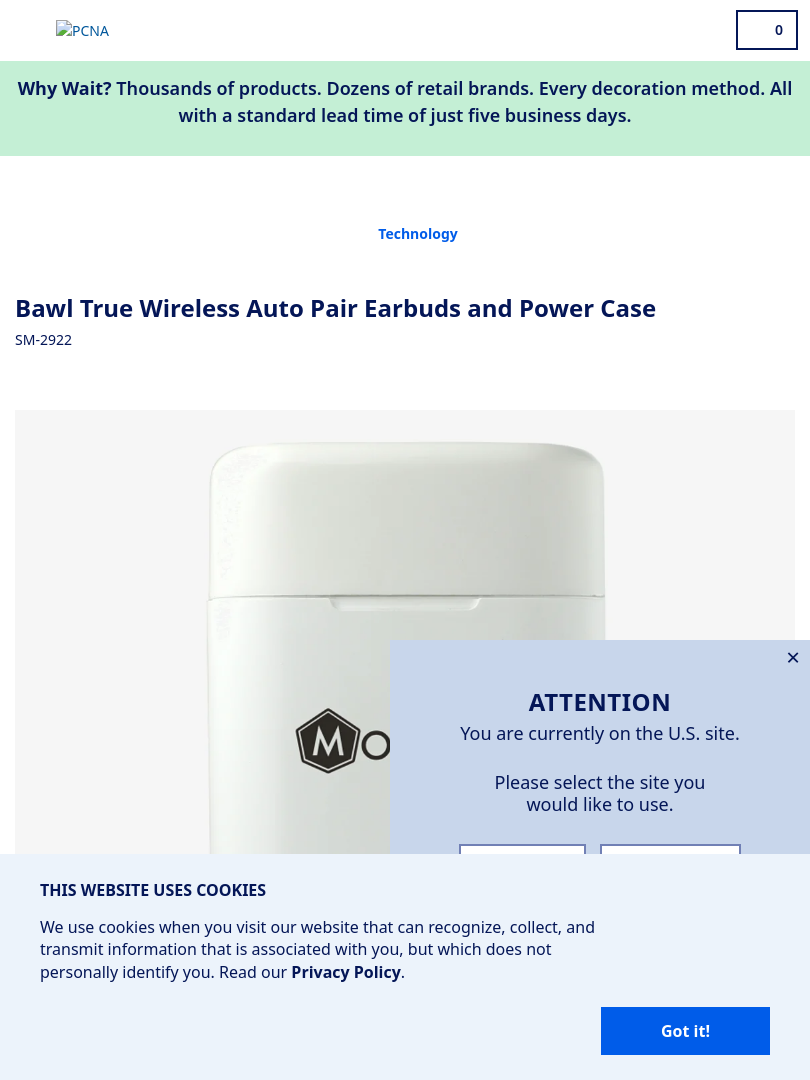 PCNA
0
Why Wait? Thousands of products. Dozens of retail brands. Every decoration method. All
with a standard lead time of just five business days.
Technology
Bawl True Wireless Auto Pair Earbuds and Power Case
SM-2922
✕
ATTENTION
You are currently on the U.S. site.
Please select the site you
would like to use.
THIS WEBSITE USES COOKIES
We use cookies when you visit our website that can recognize, collect, and
transmit information that is associated with you, but which does not
personally identify you. Read our Privacy Policy.
Got it!